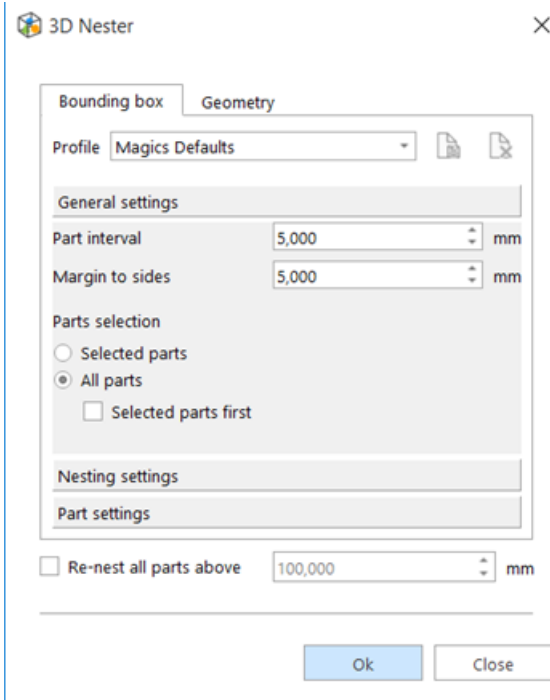 3D Nester
Bounding box Geometry
Profile Magics Defaults
General settings
Part interval 5,000 mm
Margin to sides 5,000 mm
Parts selection
Selected parts
All parts
Selected parts first
Nesting settings
Part settings
Re-nest all parts above 100,000 mm
Ok Close